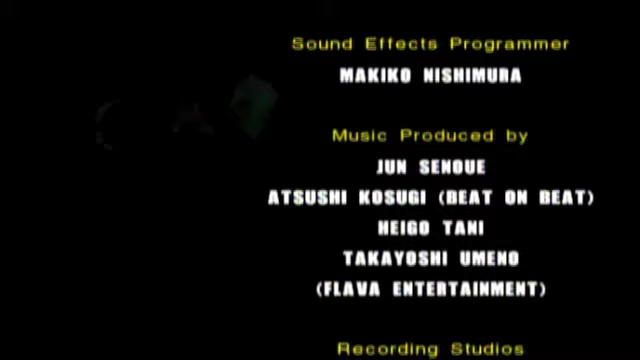 Sound Effects Programmer
MAKIKO NISHIMURA
Music Produced by
JUN SENOUE
ATSUSHI KOSUGI (BEAT ON BEAT)
HEIGO TANI
TAKAYOSHI UMENO
(FLAVA ENTERTAINMENT)
Recording Studios